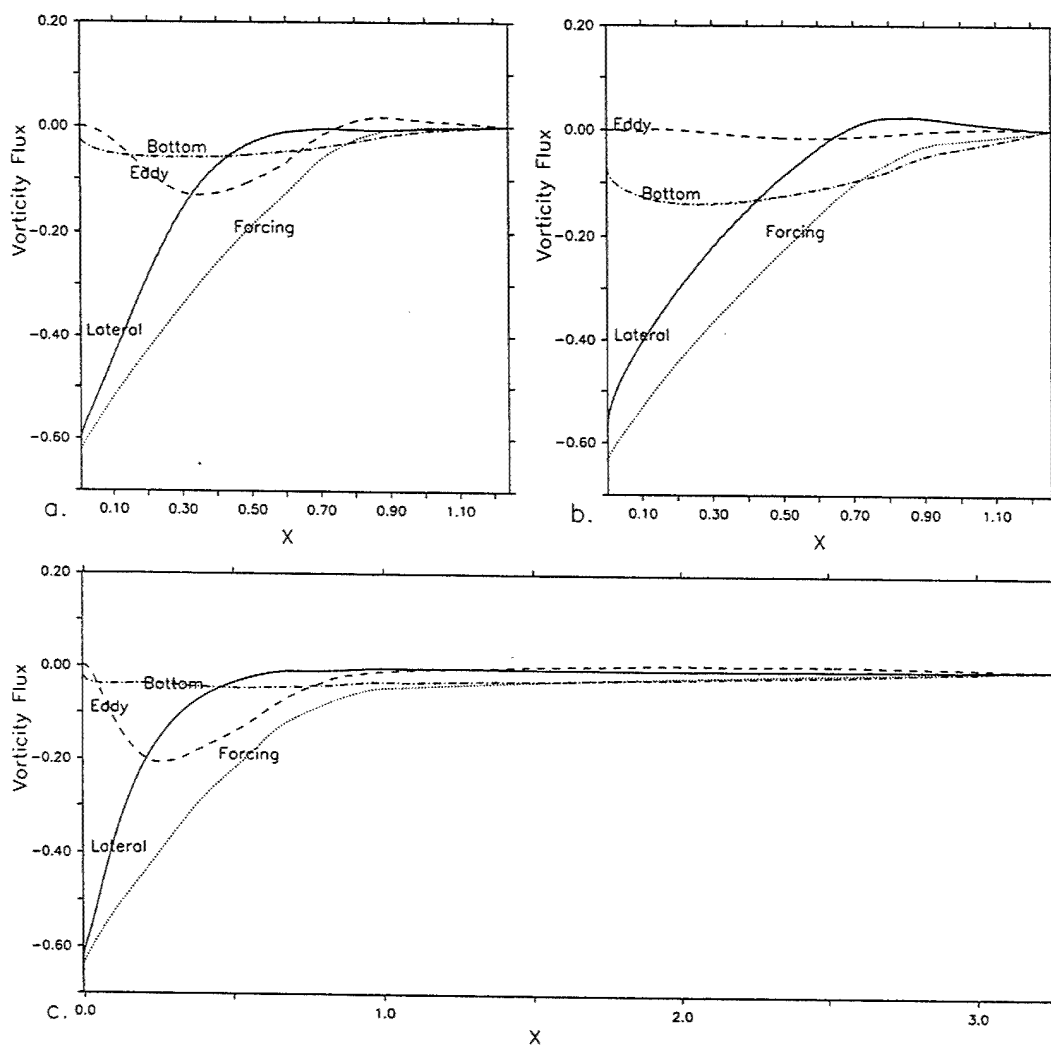 0.20
0.00
-0.20
-0.40
-0.60
Vorticity Flux
Bottom
Eddy
Forcing
Lateral
a.
0.10 0.30 0.50 0.70 0.90 1.10
X
0.20
0.00
-0.20
-0.40
-0.60
Vorticity Flux
Eddy
Bottom
Forcing
Lateral
b.
0.10 0.30 0.50 0.70 0.90 1.10
X
0.20
0.00
-0.20
-0.40
-0.60
Vorticity Flux
Bottom
Eddy
Forcing
Lateral
c.
0.0 1.0 2.0 3.0
X